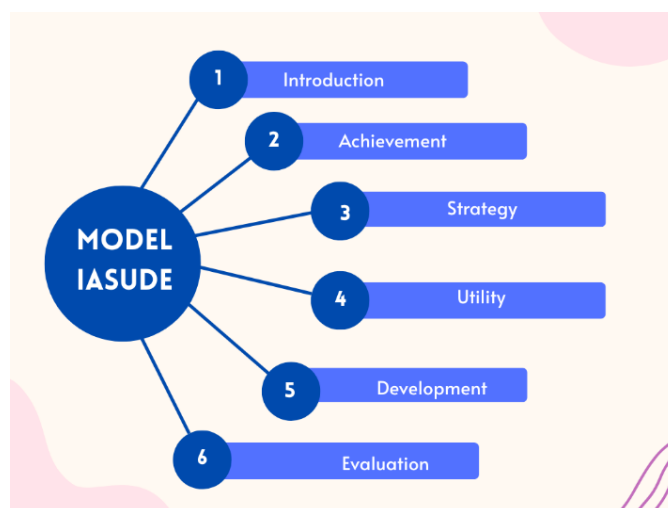 MODEL
IASUDE
1
Introduction
2
Achievement
3
Strategy
4
Utility
5
Development
6
Evaluation